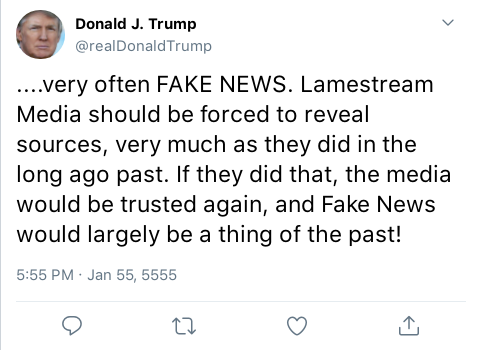 Donald J. Trump
@realDonaldTrump
....very often FAKE NEWS. Lamestream
Media should be forced to reveal
sources, very much as they did in the
long ago past. If they did that, the media
would be trusted again, and Fake News
would largely be a thing of the past!
5:55 PM · Jan 55, 5555